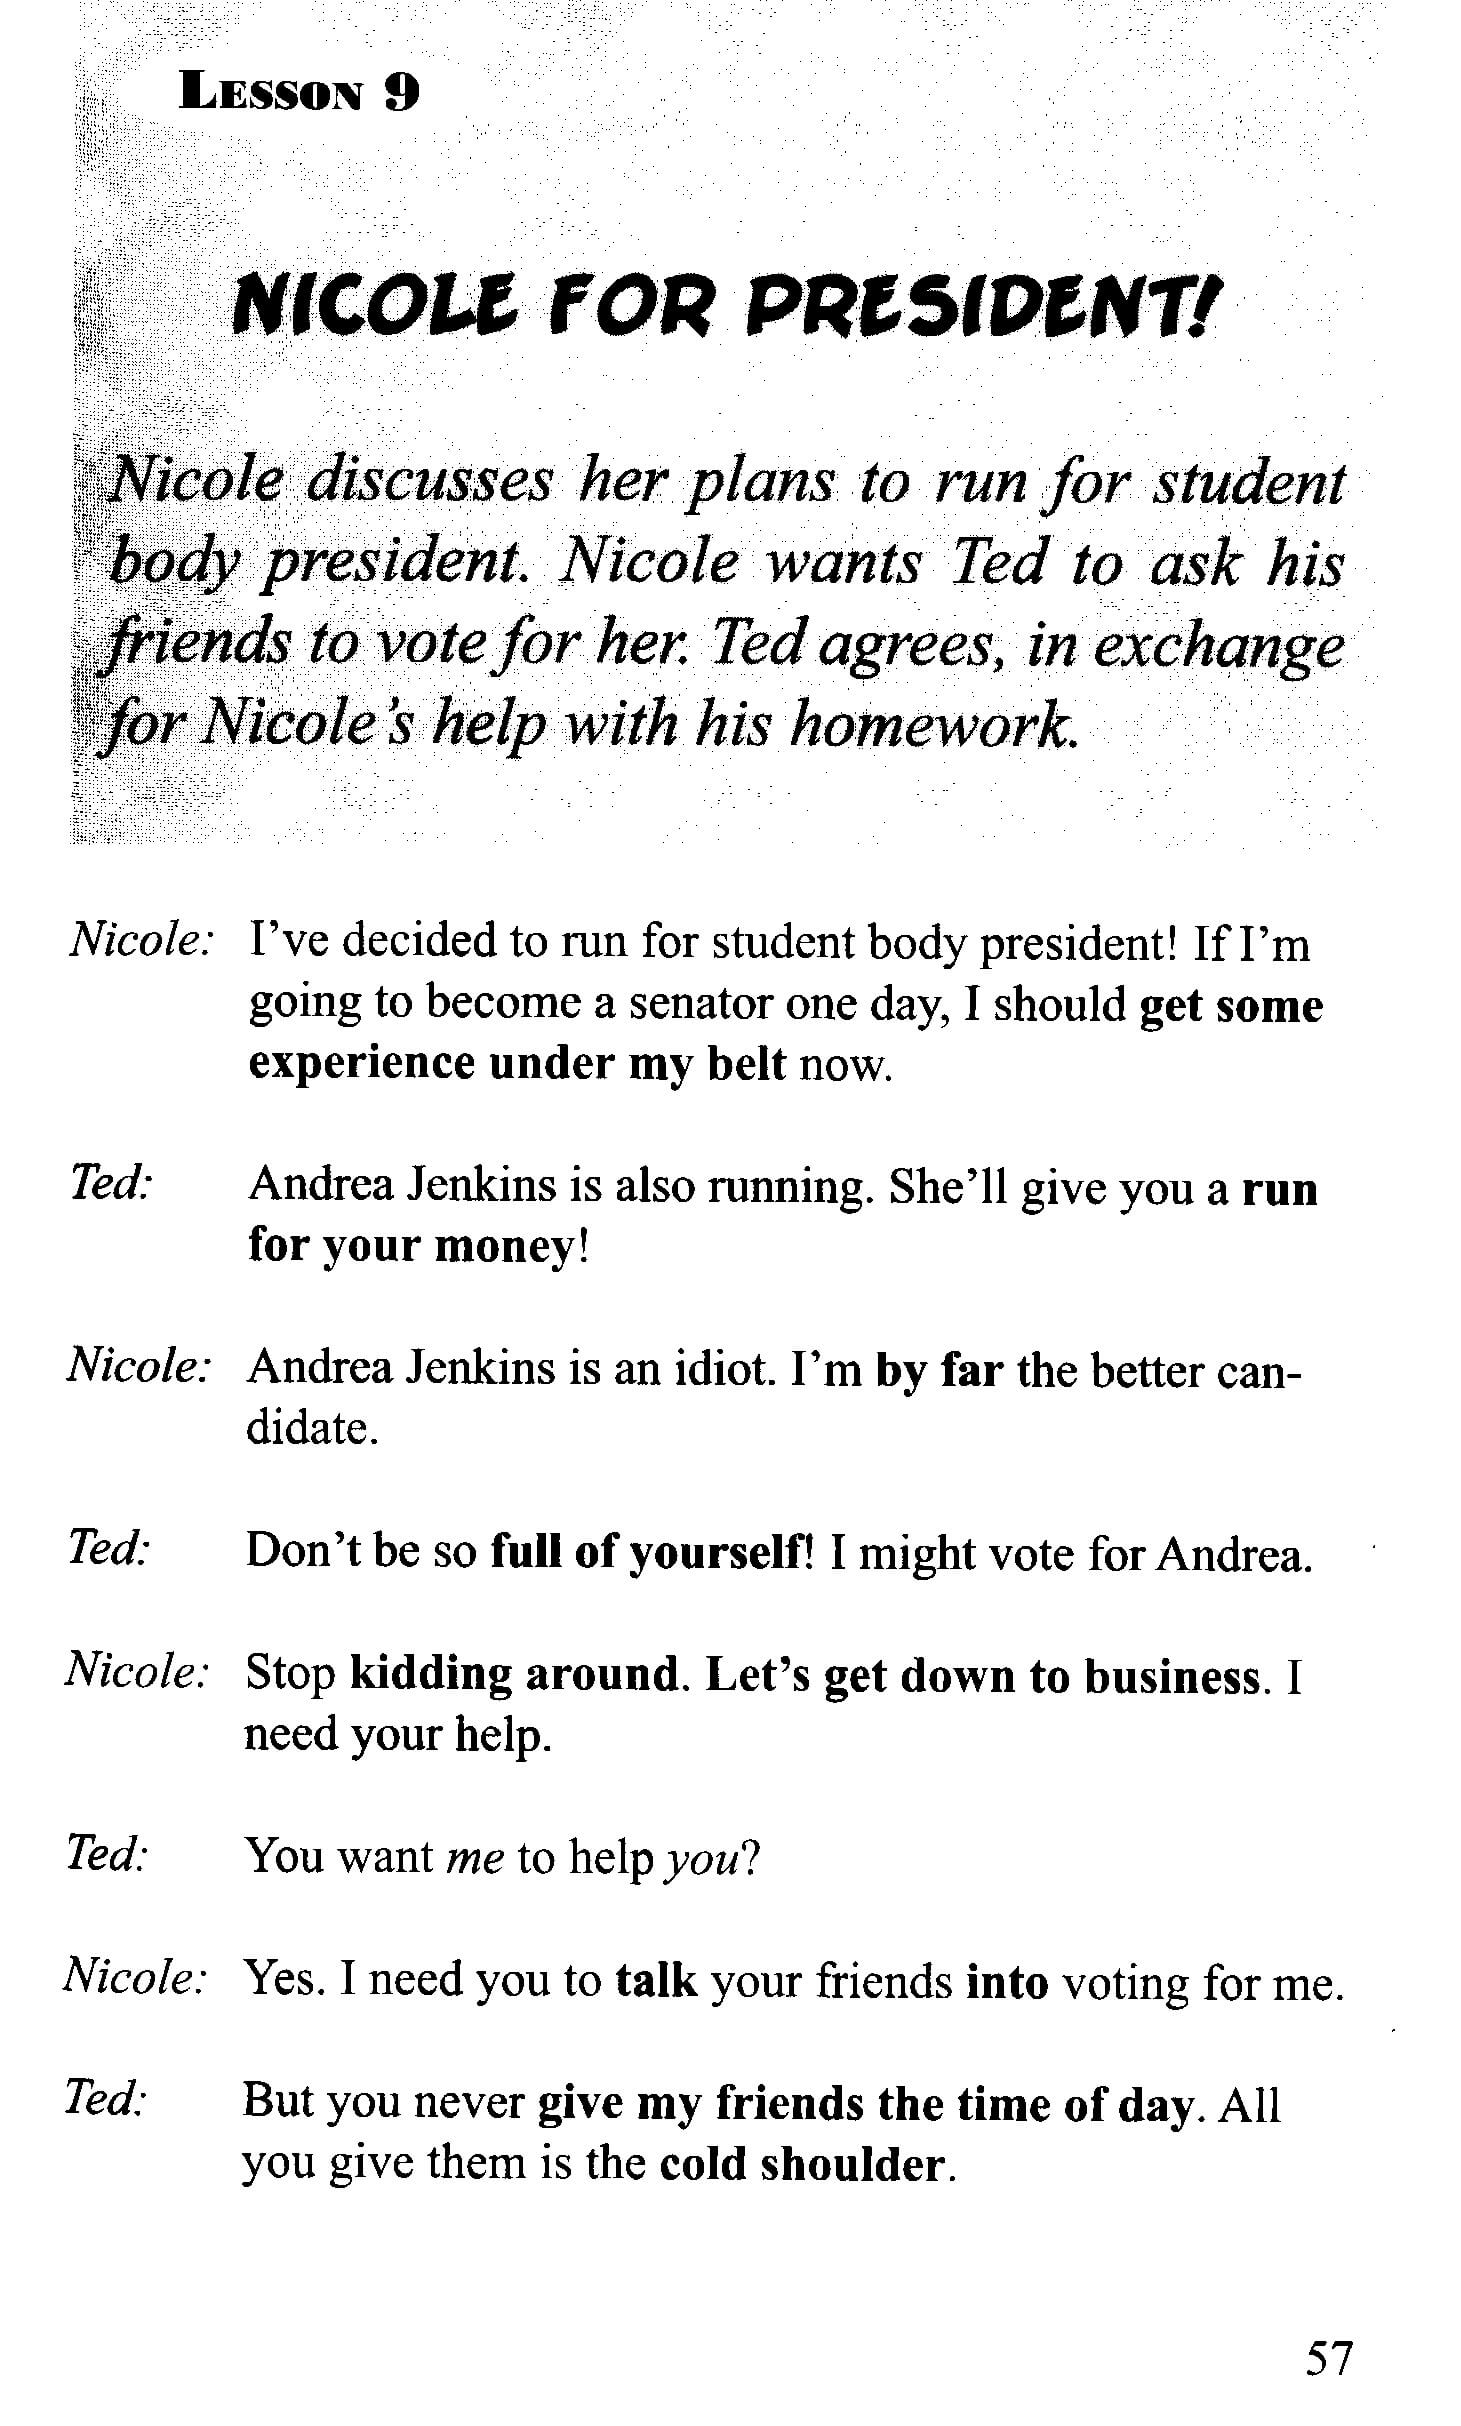 LESSON 9
NICOLE FOR PRESIDENT!
Nicole discusses her plans to run for student
body president. Nicole wants Ted to ask his
friends to vote for her. Ted agrees, in exchange
for Nicole's help with his homework.
Nicole: I've decided to run for student body president! If I'm
going to become a senator one day, I should get some
experience under my belt now.
Ted: Andrea Jenkins is also running. She'll give you a run
for your money!
Nicole: Andrea Jenkins is an idiot. I'm by far the better can-
didate.
Ted: Don't be so full of yourself! I might vote for Andrea.
Nicole: Stop kidding around. Let's get down to business. I
need your help.
Ted: You want me to help you?
Nicole: Yes. I need you to talk your friends into voting for me.
Ted: But you never give my friends the time of day. All
you give them is the cold shoulder.
57